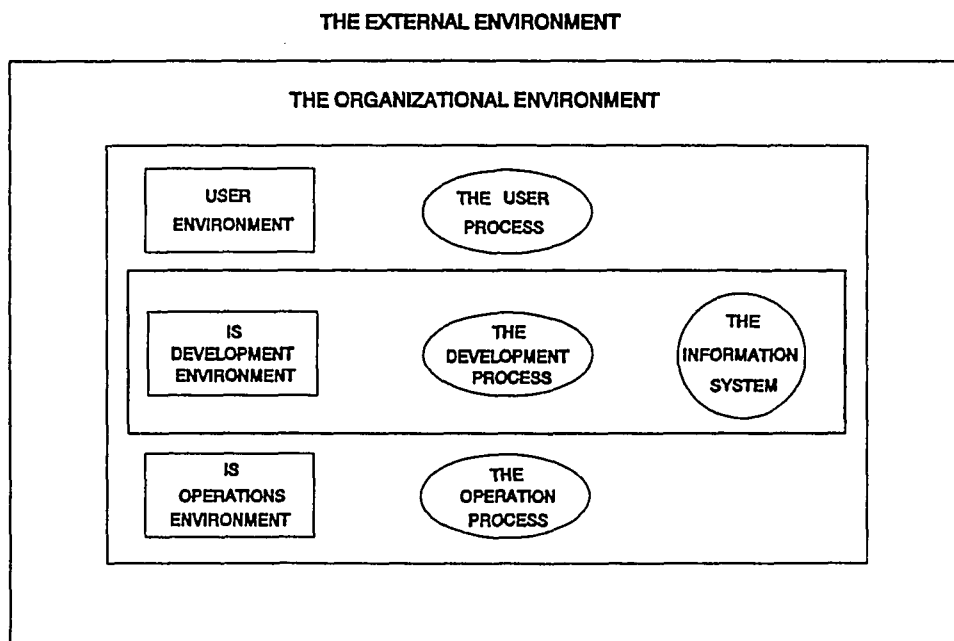 THE EXTERNAL ENVIRONMENT
THE ORGANIZATIONAL ENVIRONMENT
USER
ENVIRONMENT
THE USER
PROCESS
IS
DEVELOPMENT
ENVIRONMENT
THE
DEVELOPMENT
PROCESS
THE
INFORMATION
SYSTEM
IS
OPERATIONS
ENVIRONMENT
THE
OPERATION
PROCESS